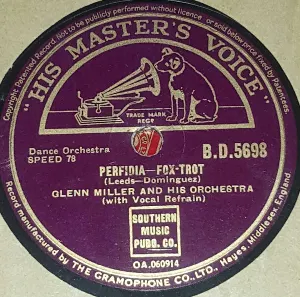 Copyright Patented Record. Not to be publicly performed without licence, or sold below price fixed by Patentees.
"HIS MASTER'S VOICE"
TRADE MARK
REGD
Dance Orchestra
SPEED 78
B.D.5698
PERFIDIA—FOX-TROT
(Leeds—Dominguez)
GLENN MILLER AND HIS ORCHESTRA
(with Vocal Refrain)
SOUTHERN
MUSIC
PUBG. CO.
OA.060914
Record manufactured by THE GRAMOPHONE CO., LTD., Hayes, Middlesex, England